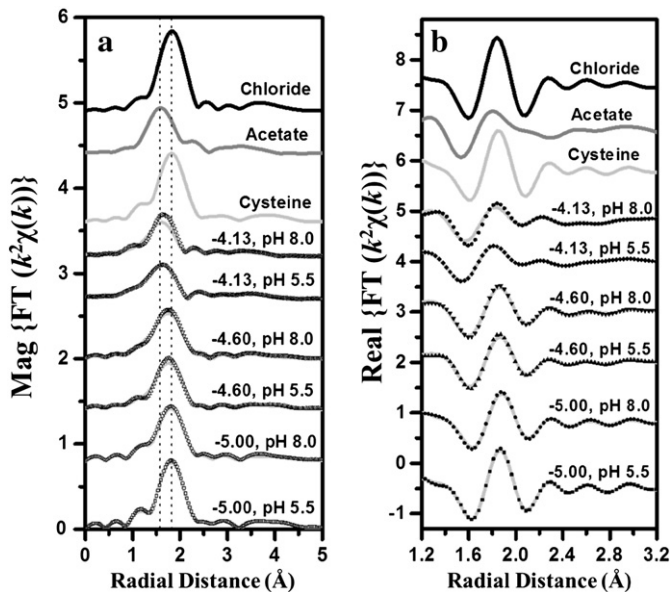 a
Mag {FT (k²χ(k))}
6
5
4
3
2
1
0
Chloride
Acetate
Cysteine
-4.13, pH 8.0
-4.13, pH 5.5
-4.60, pH 8.0
-4.60, pH 5.5
-5.00, pH 8.0
-5.00, pH 5.5
0 1 2 3 4 5
Radial Distance (Å)
b
Real {FT (k²χ(k))}
8
7
6
5
4
3
2
1
0
-1
Chloride
Acetate
Cysteine
-4.13, pH 8.0
-4.13, pH 5.5
-4.60, pH 8.0
-4.60, pH 5.5
-5.00, pH 8.0
-5.00, pH 5.5
1.2 1.6 2.0 2.4 2.8 3.2
Radial Distance (Å)